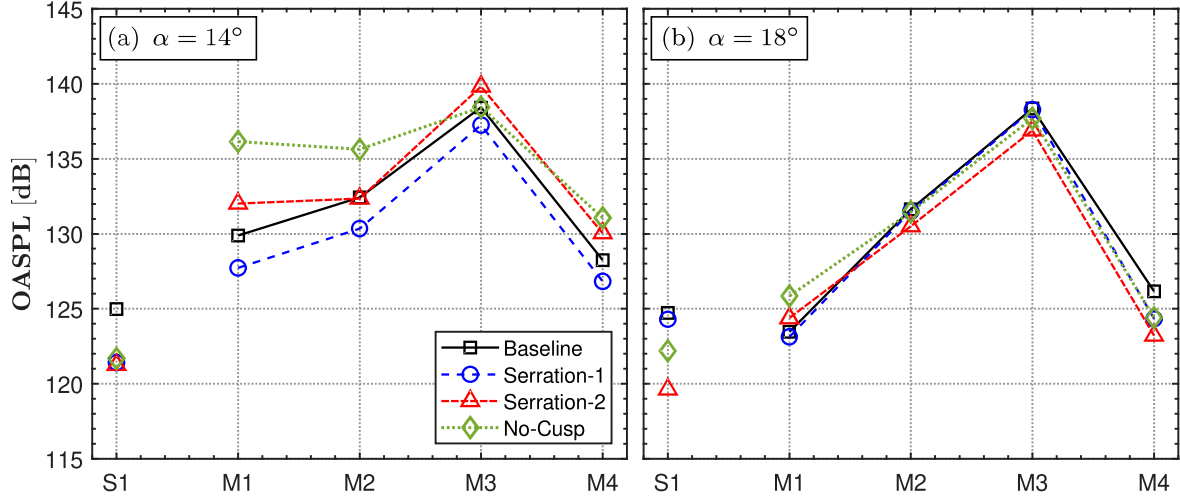 (a) α = 14°
(b) α = 18°
OASPL [dB]
145
140
135
130
125
120
115
Baseline
Serration-1
Serration-2
No-Cusp
S1 M1 M2 M3 M4
S1 M1 M2 M3 M4